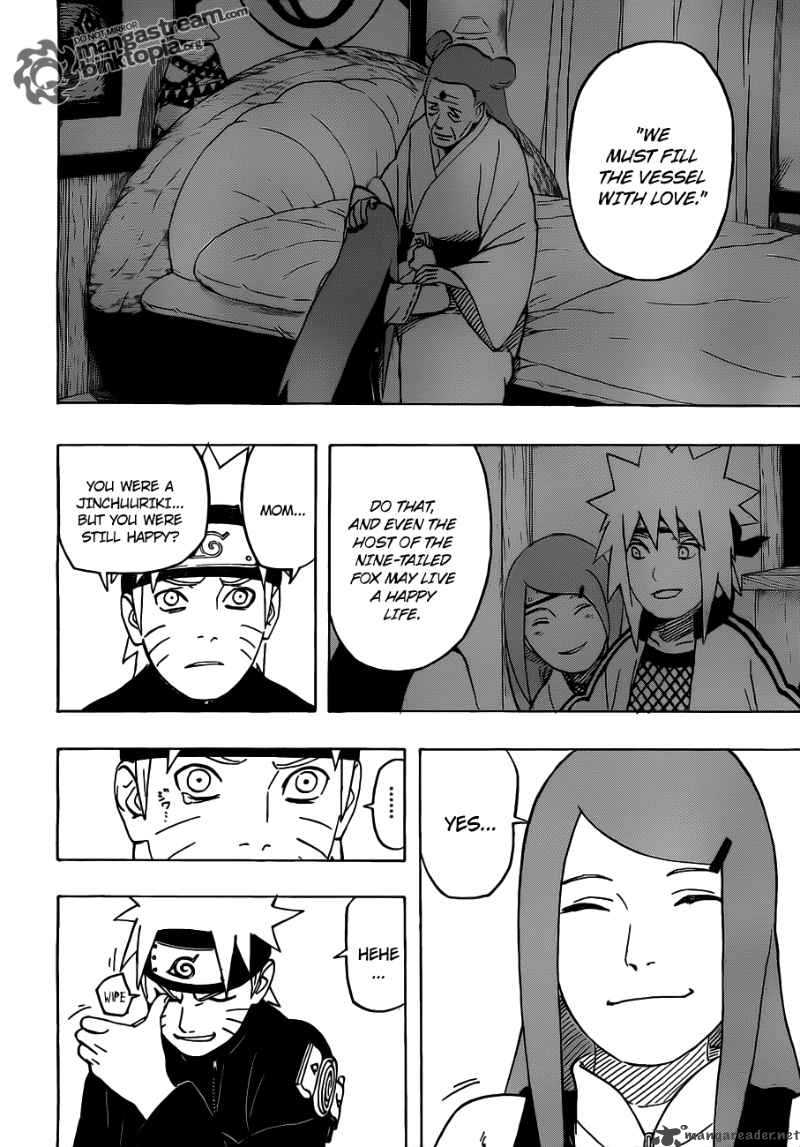 DO NOT MIRROR
mangastream.com
binktopia.org
"WE
MUST FILL
THE VESSEL
WITH LOVE."
DO THAT,
AND EVEN THE
HOST OF THE
NINE-TAILED
FOX MAY LIVE
A HAPPY
LIFE.
MOM...
YOU WERE A
JINCHUURIKI...
BUT YOU WERE
STILL HAPPY?
YES...
.........
HEHE
...
WIPE
mangareader.net